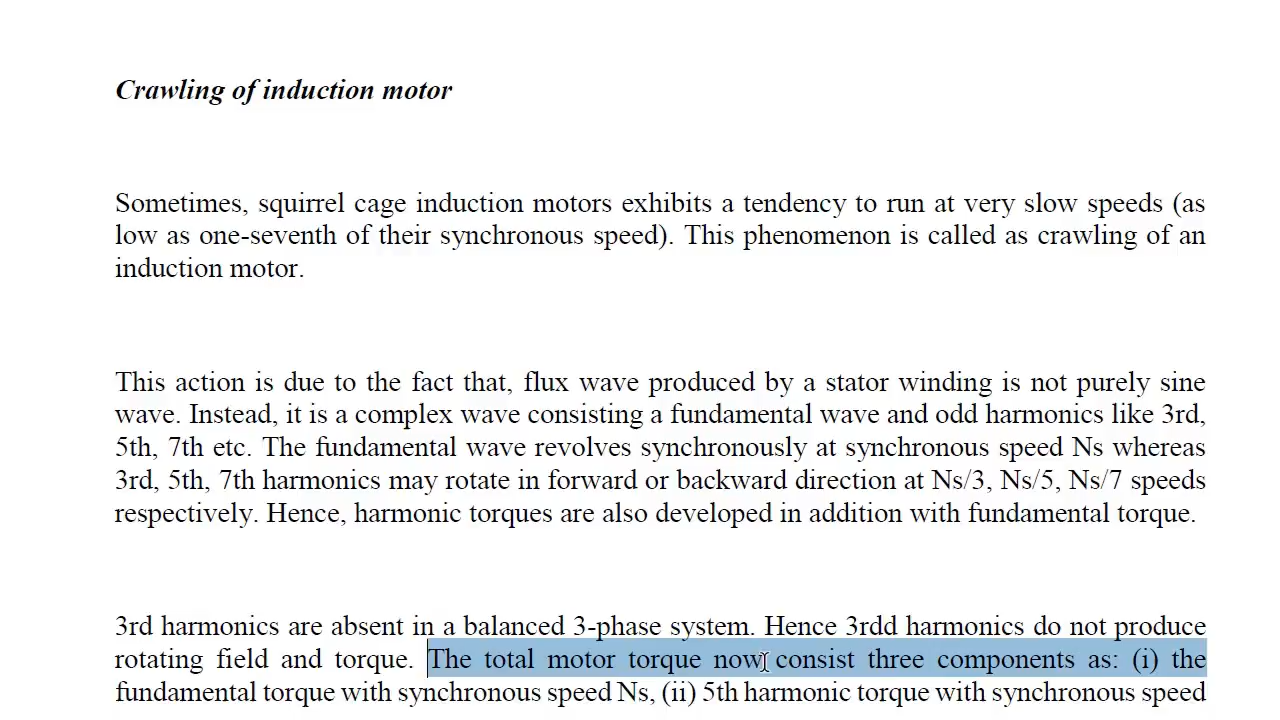 Crawling of induction motor
Sometimes, squirrel cage induction motors exhibits a tendency to run at very slow speeds (as
low as one-seventh of their synchronous speed). This phenomenon is called as crawling of an
induction motor.
This action is due to the fact that, flux wave produced by a stator winding is not purely sine
wave. Instead, it is a complex wave consisting a fundamental wave and odd harmonics like 3rd,
5th, 7th etc. The fundamental wave revolves synchronously at synchronous speed Ns whereas
3rd, 5th, 7th harmonics may rotate in forward or backward direction at Ns/3, Ns/5, Ns/7 speeds
respectively. Hence, harmonic torques are also developed in addition with fundamental torque.
3rd harmonics are absent in a balanced 3-phase system. Hence 3rdd harmonics do not produce
rotating field and torque. The total motor torque now consist three components as: (i) the
fundamental torque with synchronous speed Ns, (ii) 5th harmonic torque with synchronous speed